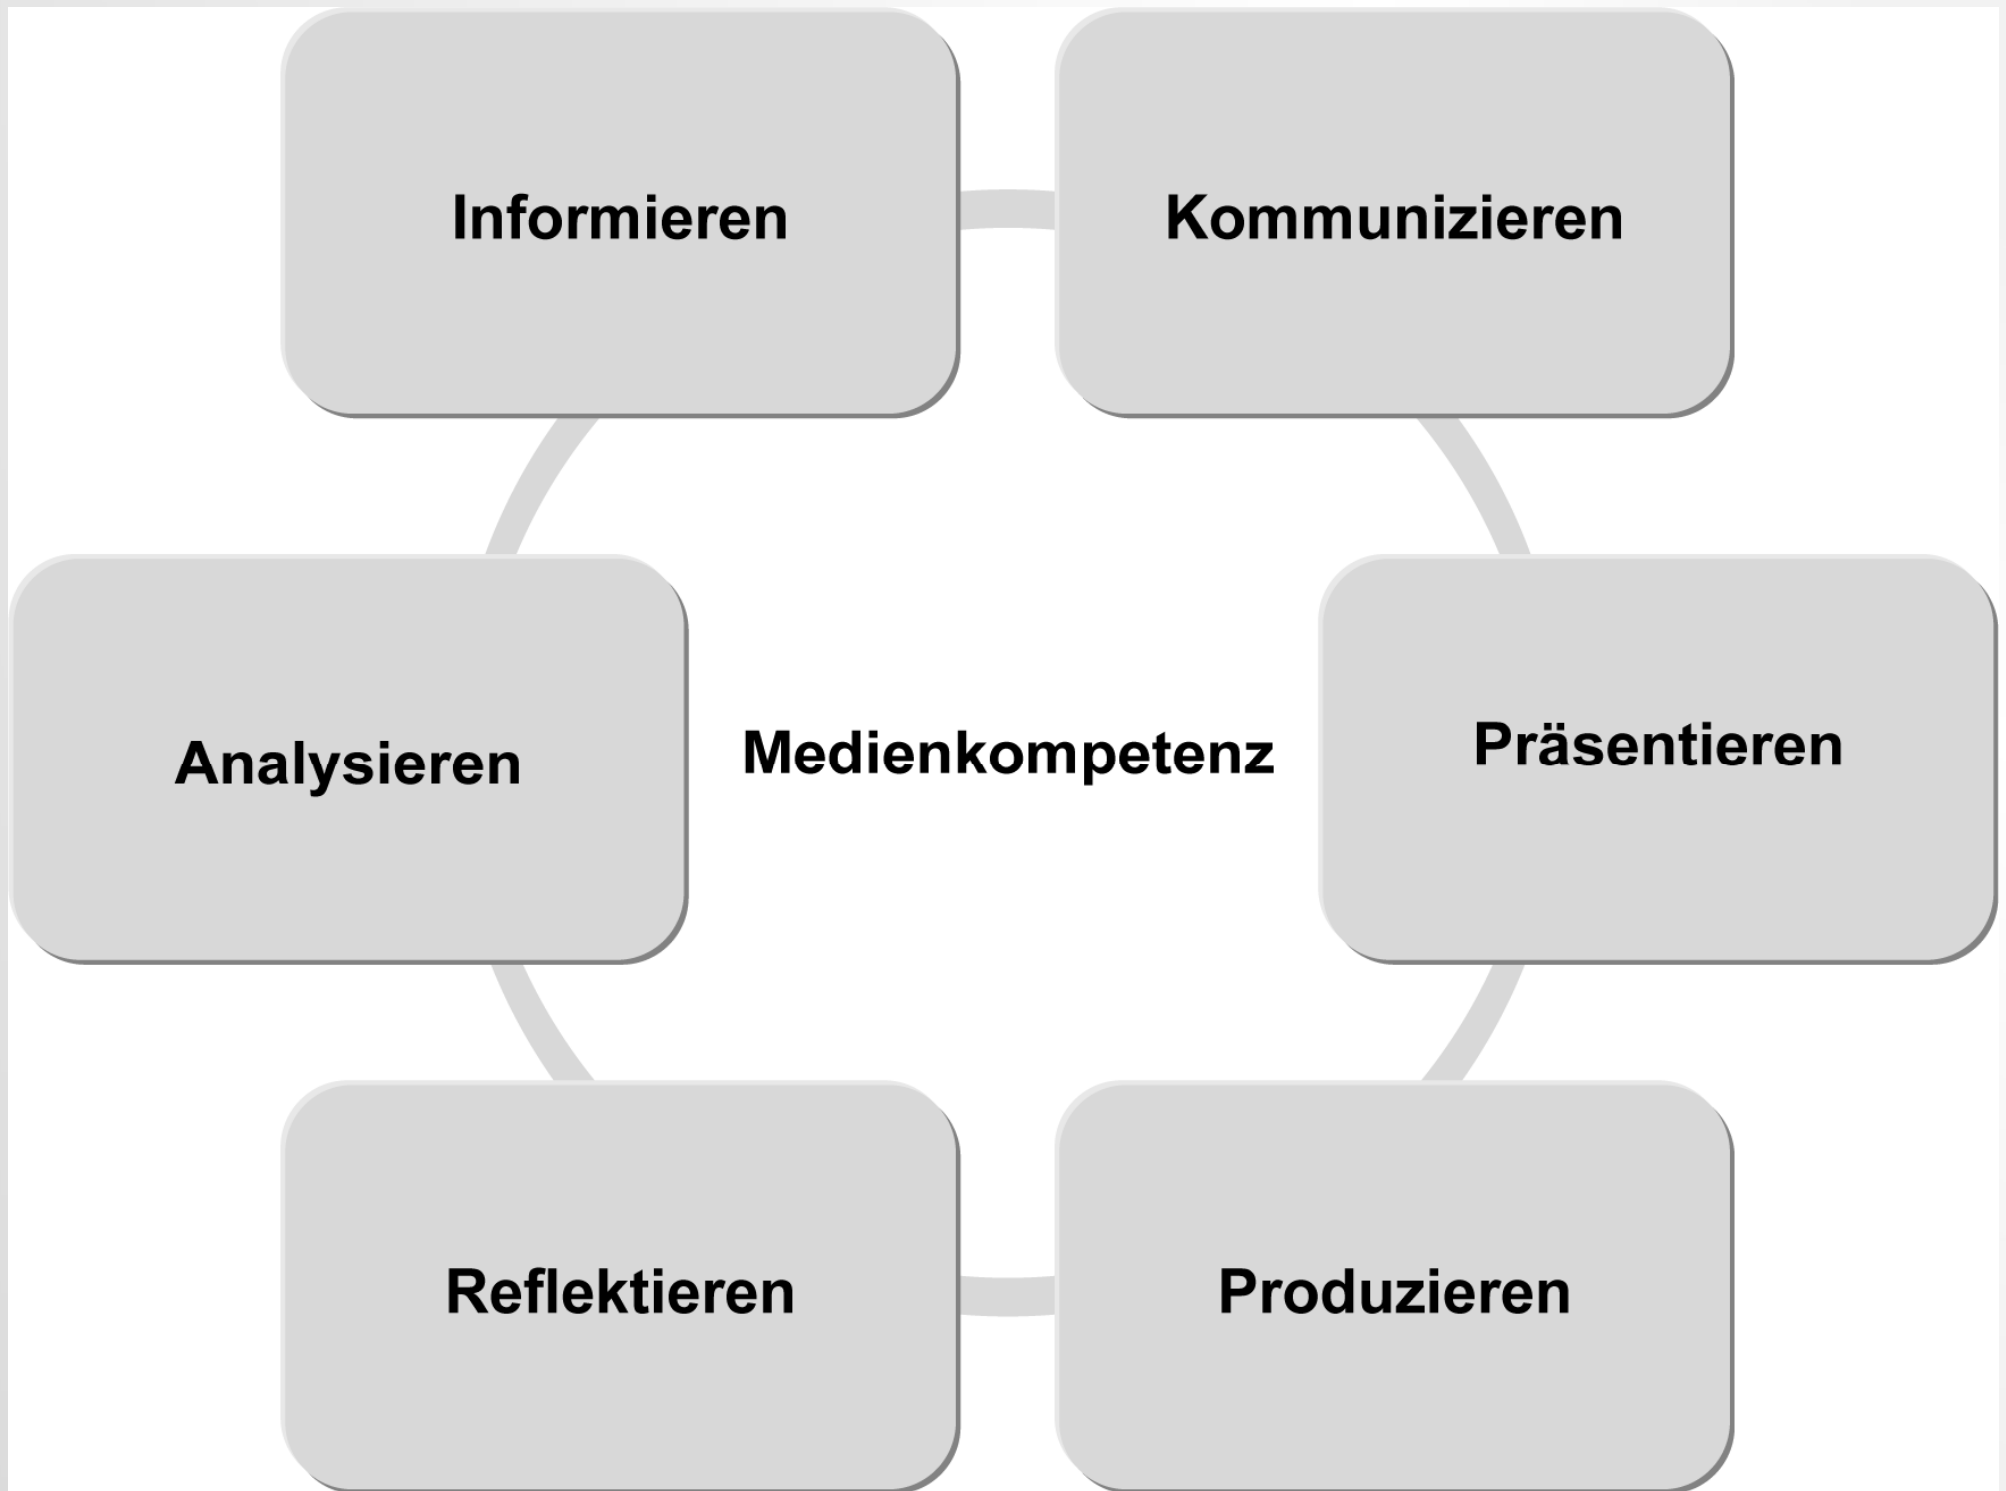 Informieren
Kommunizieren
Analysieren
Medienkompetenz
Präsentieren
Reflektieren
Produzieren